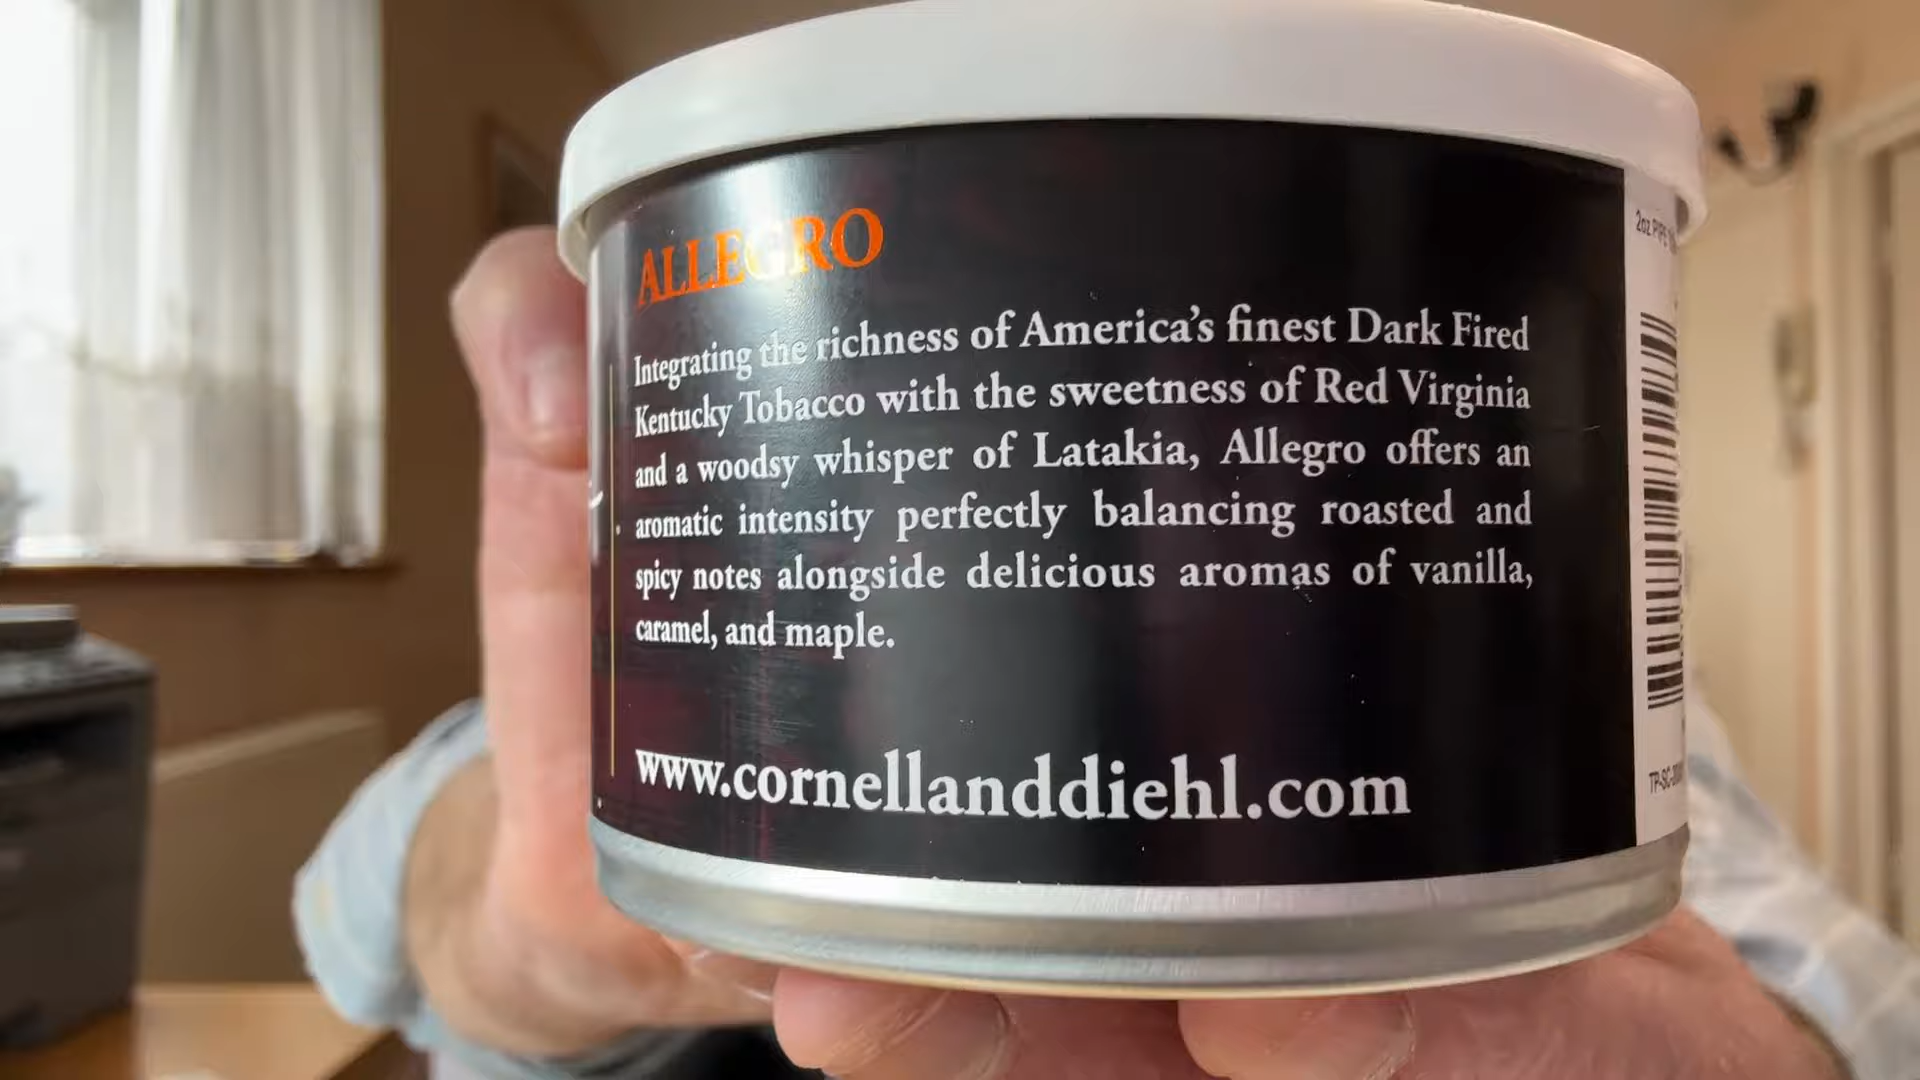 ALLEGRO
Integrating the richness of America's finest Dark Fired
Kentucky Tobacco with the sweetness of Red Virginia
and a woodsy whisper of Latakia, Allegro offers an
aromatic intensity perfectly balancing roasted and
spicy notes alongside delicious aromas of vanilla,
caramel, and maple.
www.cornellanddiehl.com
2oz PIPE